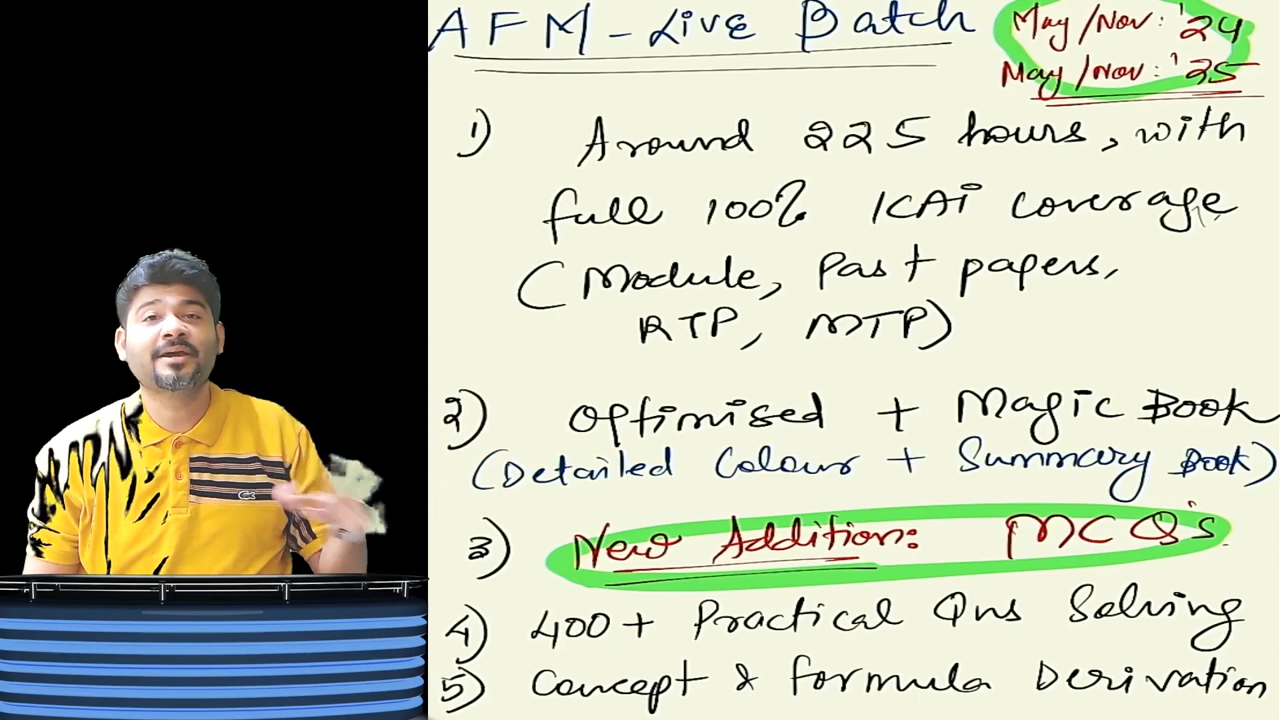 AFM - Live Batch
May/Nov: '24
May/Nov: '25
1) Around 225 hours, with
full 100% ICAI coverage
(Module, Past papers,
RTP, MTP)
2) Optimised + Magic Book
(Detailed Colour + Summary Book)
3) New Addition: MCQ's.
4) 400+ Practical Qns Solving
5) Concept & formula Derivation